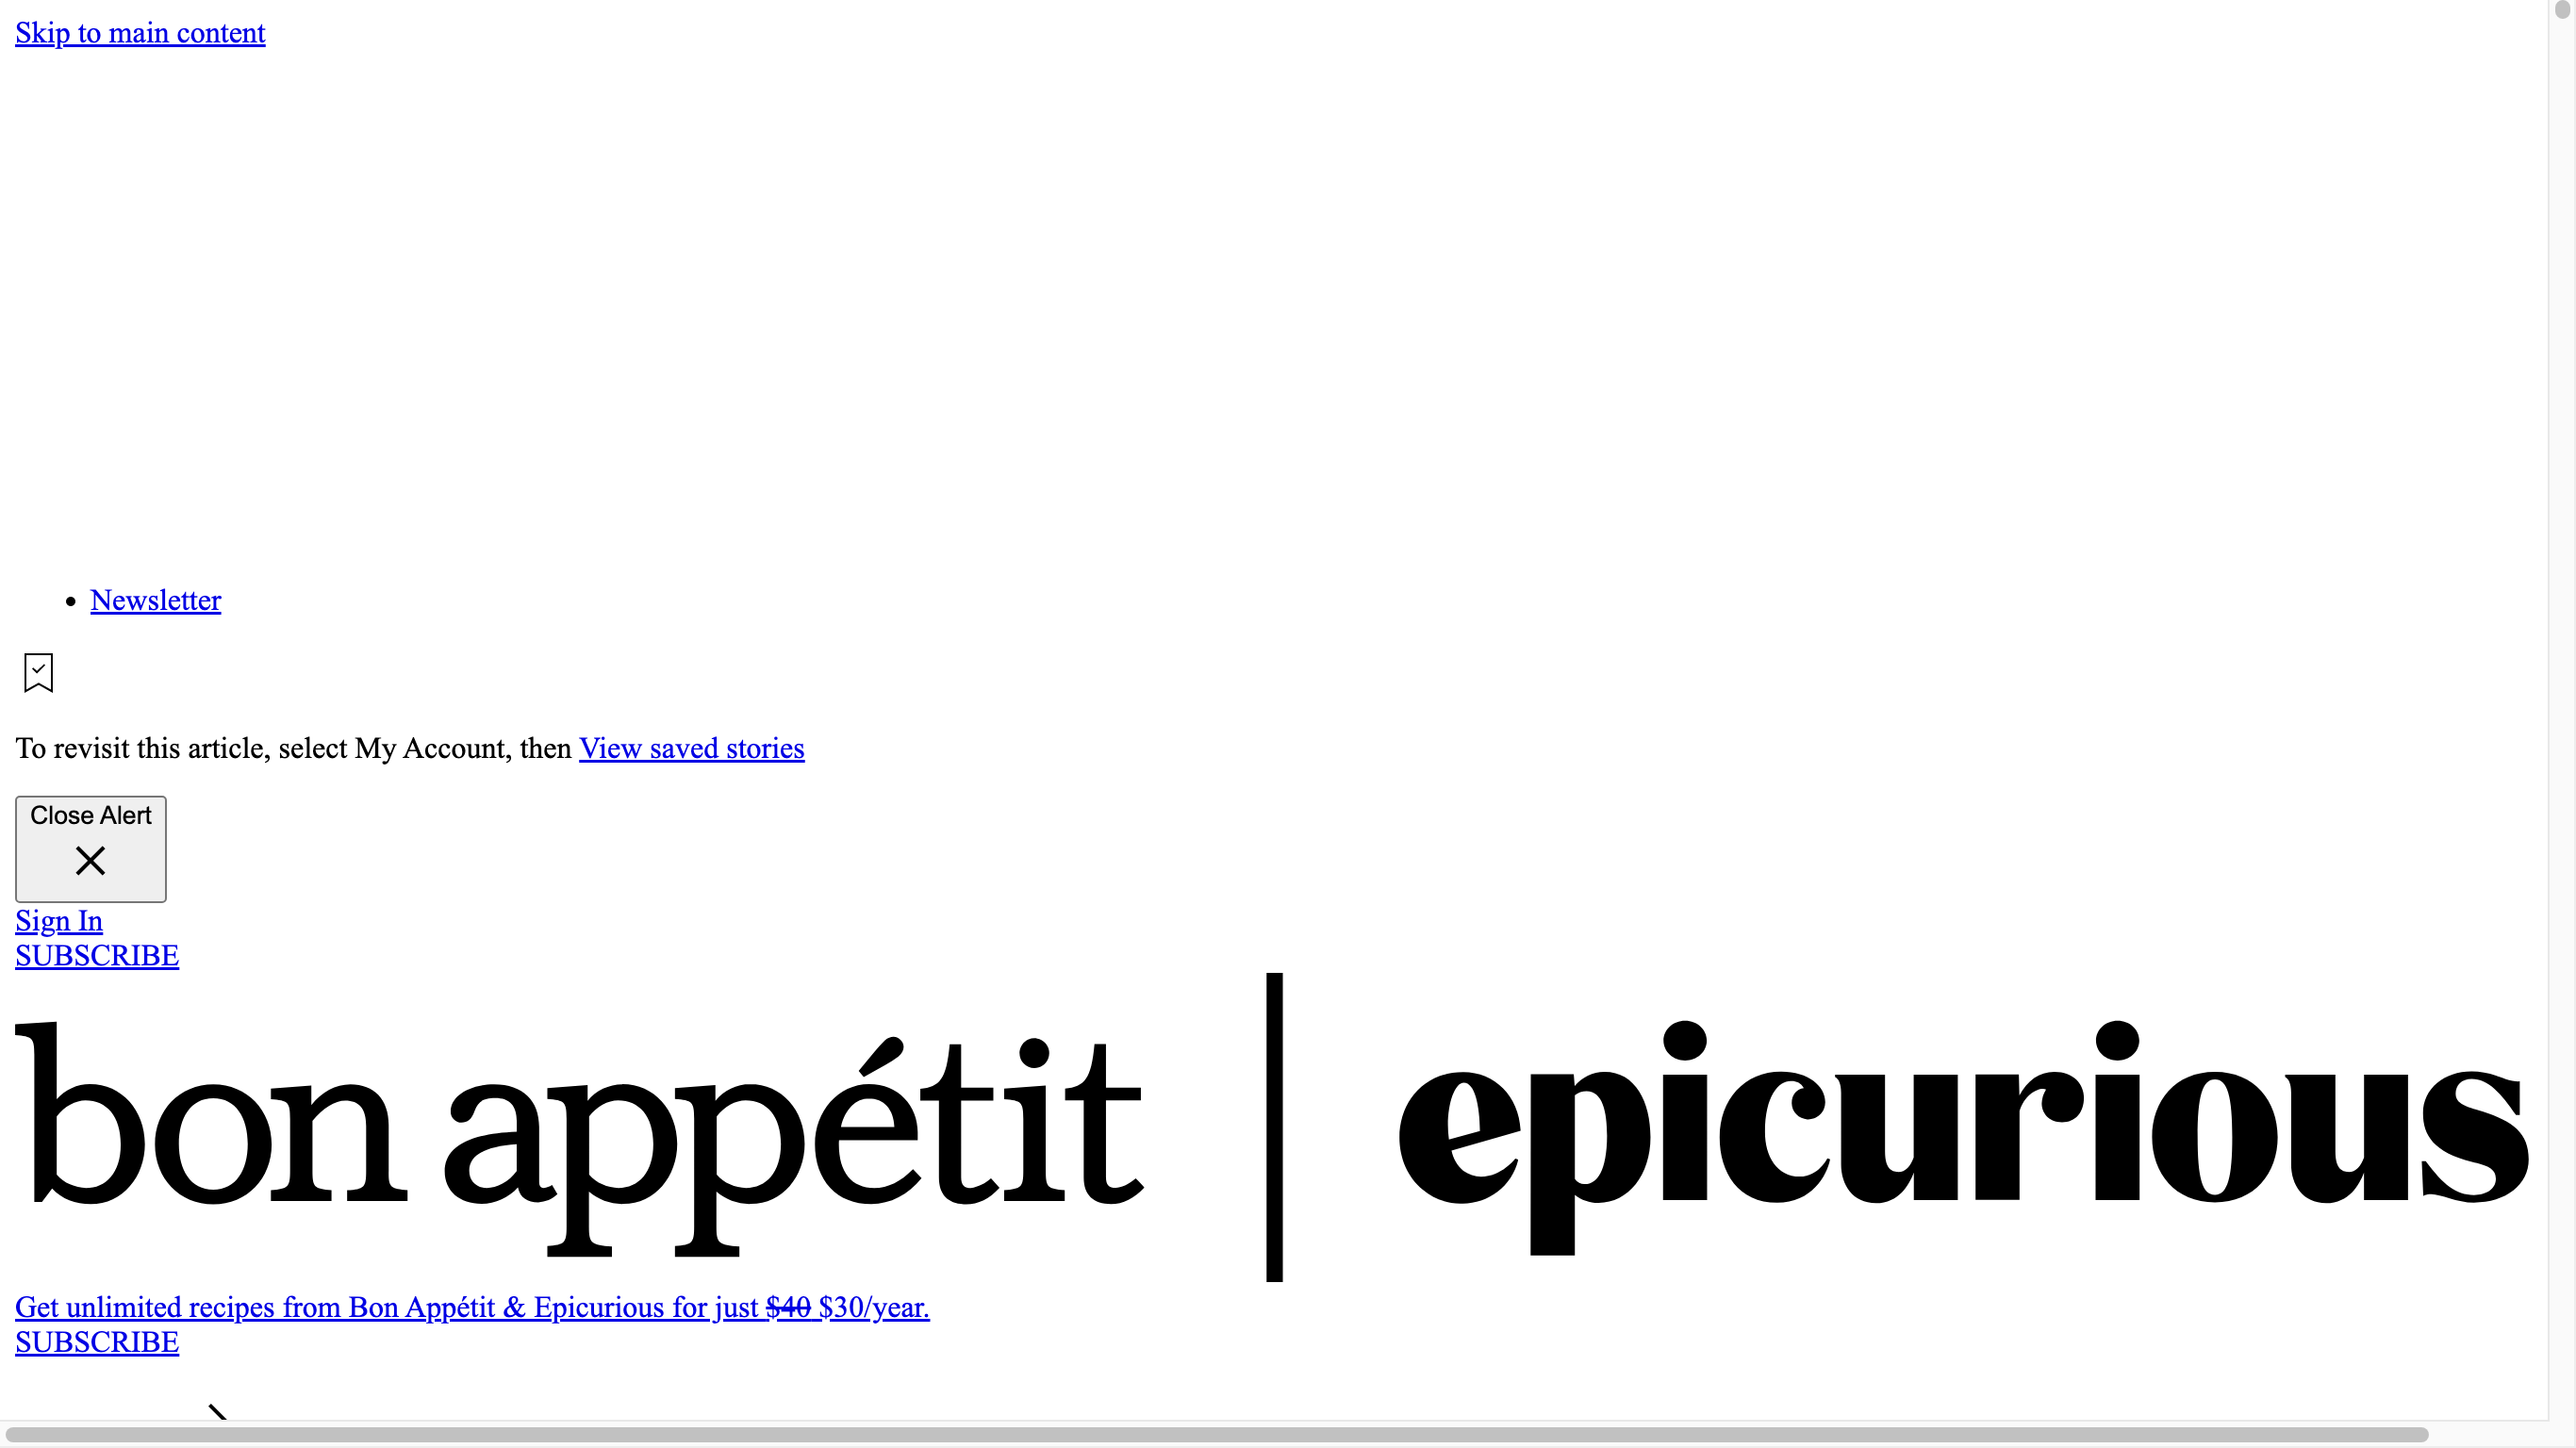 Skip to main content
Newsletter
To revisit this article, select My Account, then View saved stories
Close Alert
Sign In
SUBSCRIBE
bon appétit | epicurious
Get unlimited recipes from Bon Appétit & Epicurious for just $40 $30/year.
SUBSCRIBE